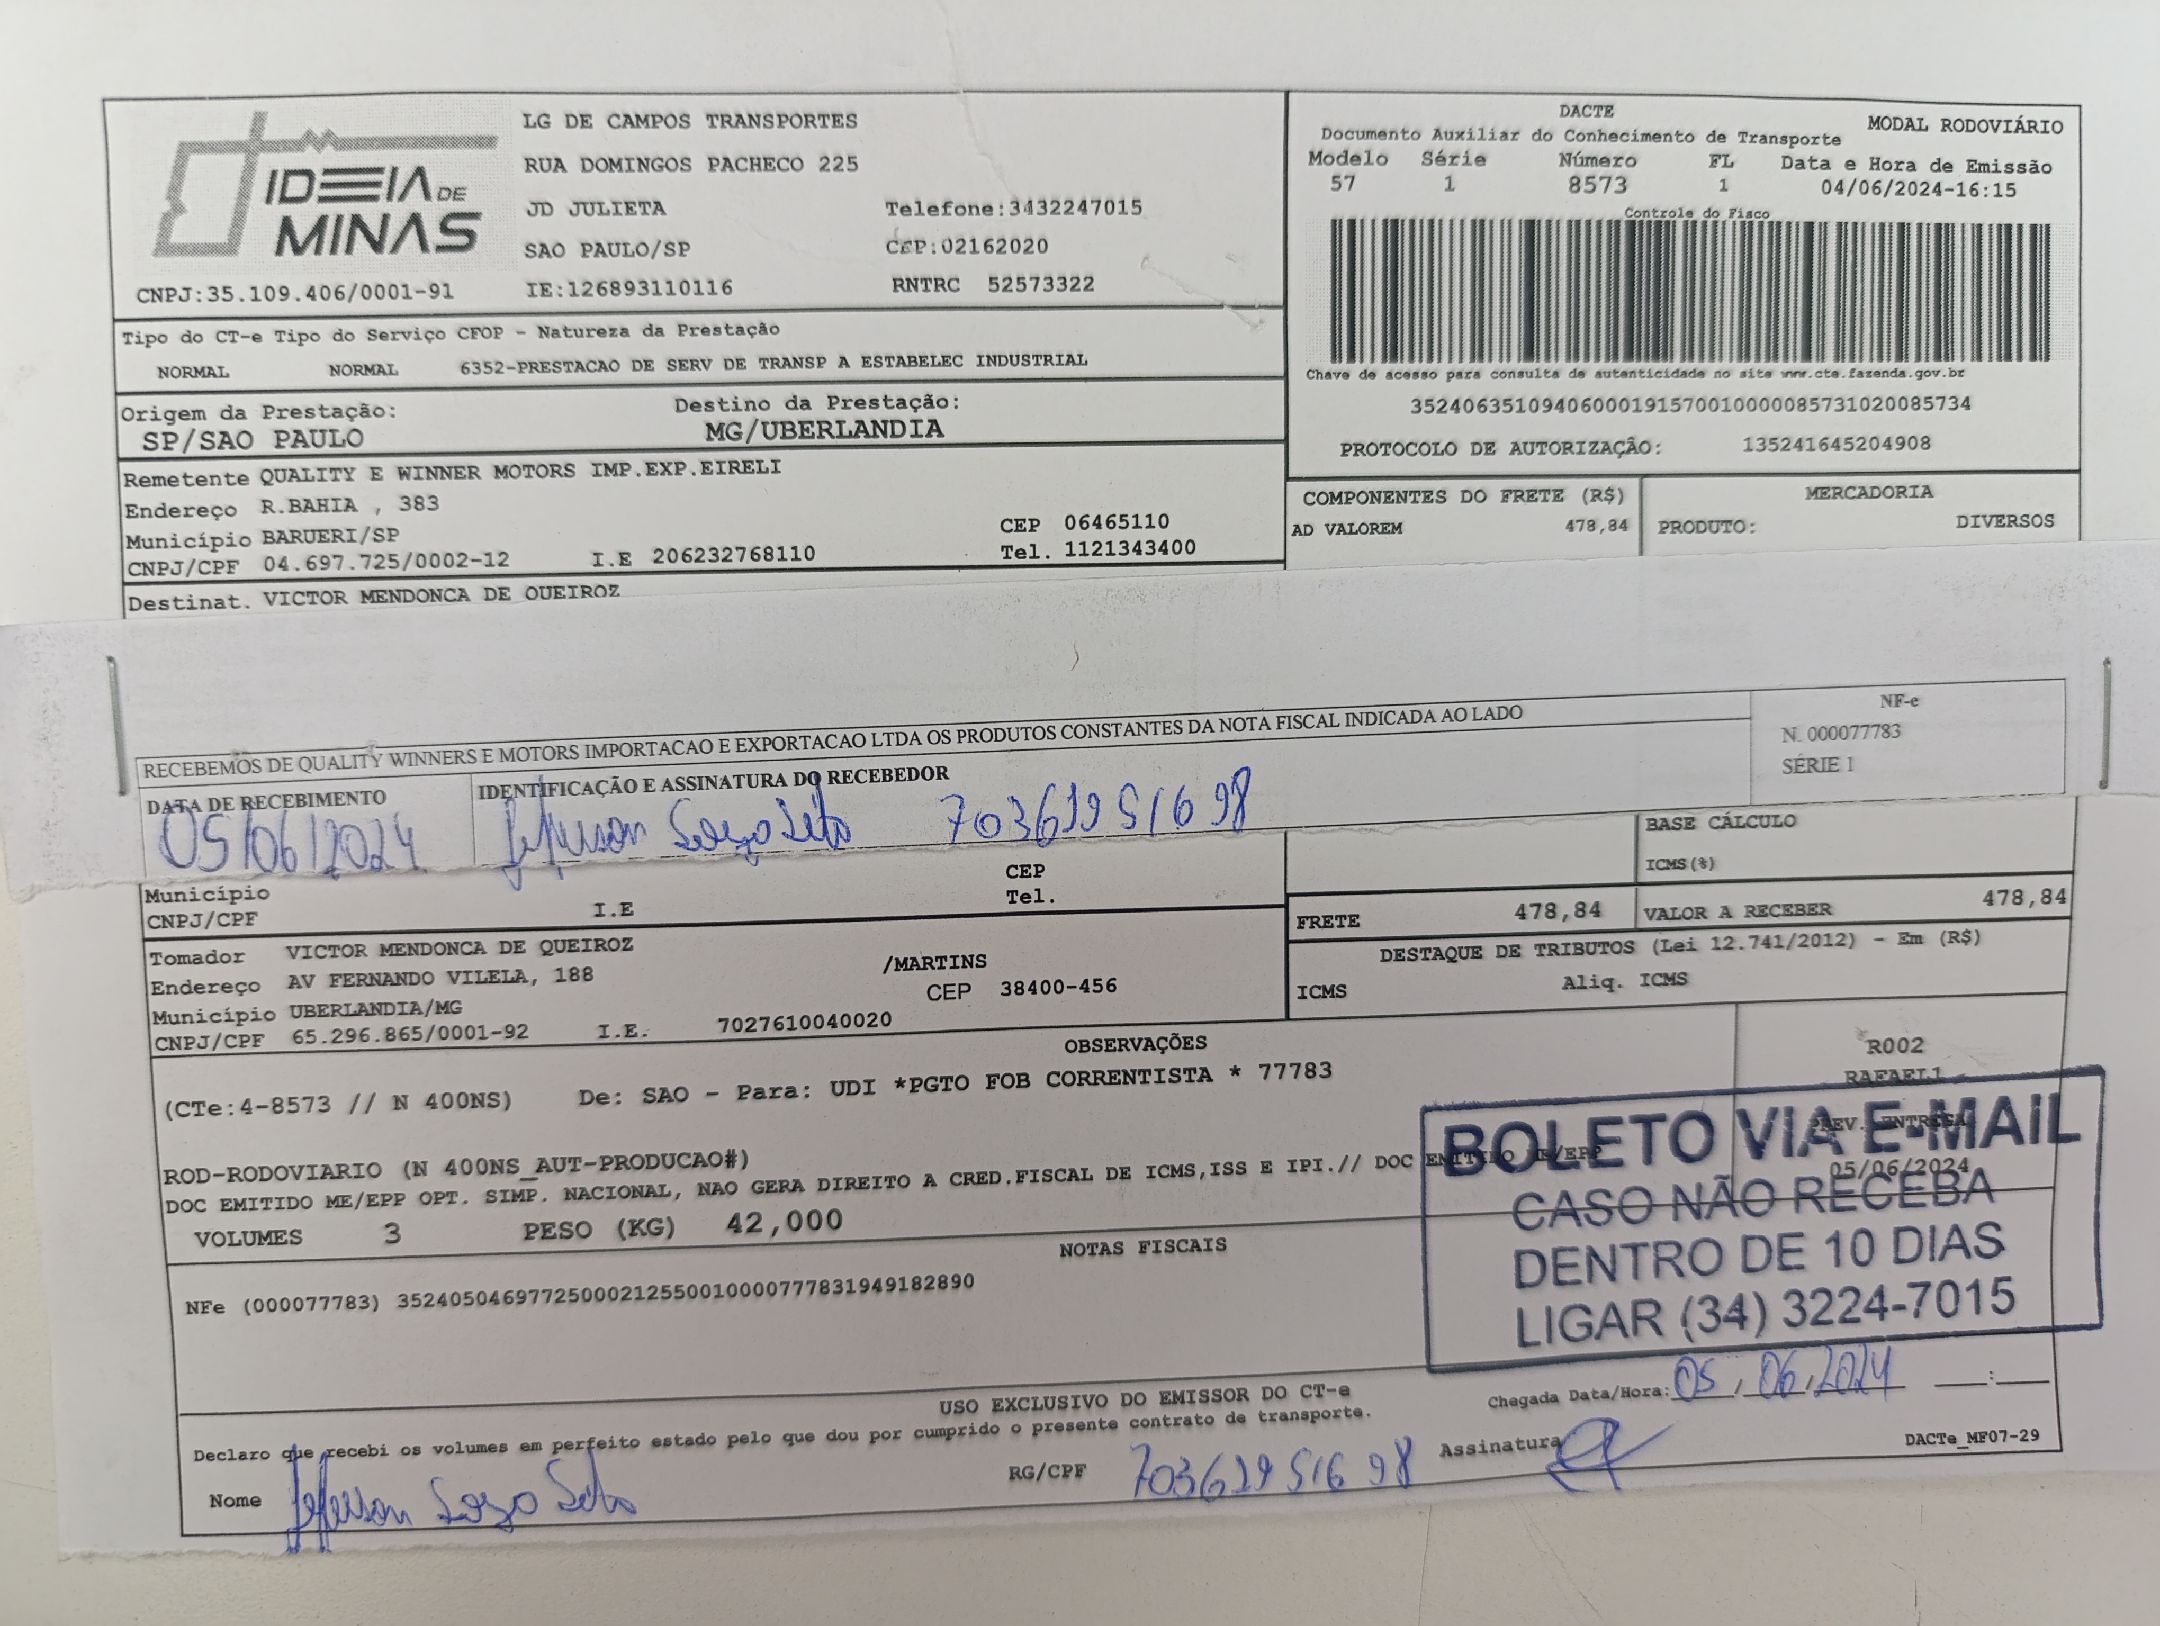 IDEIA DE MINAS
LG DE CAMPOS TRANSPORTES
RUA DOMINGOS PACHECO 225
JD JULIETA Telefone:3432247015
SAO PAULO/SP CEP:02162020
CNPJ:35.109.406/0001-91 IE:126893110116 RNTRC 52573322
DACTE
Documento Auxiliar do Conhecimento de Transporte MODAL RODOVIÁRIO
Modelo Série Número FL Data e Hora de Emissão
57 1 8573 1 04/06/2024-16:15
Controle do Fisco
Chave de acesso para consulta de autenticidade no site www.cte.fazenda.gov.br
35240635109406000191570010000085731020085734
PROTOCOLO DE AUTORIZAÇÃO: 135241645204908
Tipo do CT-e Tipo do Serviço CFOP - Natureza da Prestação
NORMAL NORMAL 6352-PRESTACAO DE SERV DE TRANSP A ESTABELEC INDUSTRIAL
Origem da Prestação: Destino da Prestação:
SP/SAO PAULO MG/UBERLANDIA
Remetente QUALITY E WINNER MOTORS IMP.EXP.EIRELI
Endereço R.BAHIA , 383
Município BARUERI/SP CEP 06465110
CNPJ/CPF 04.697.725/0002-12 I.E 206232768110 Tel. 1121343400
COMPONENTES DO FRETE (R$) MERCADORIA
AD VALOREM 478,84 PRODUTO: DIVERSOS
Destinat. VICTOR MENDONCA DE QUEIROZ
RECEBEMOS DE QUALITY WINNERS E MOTORS IMPORTACAO E EXPORTACAO LTDA OS PRODUTOS CONSTANTES DA NOTA FISCAL INDICADA AO LADO
NF-e
N. 000077783
SÉRIE 1
DATA DE RECEBIMENTO IDENTIFICAÇÃO E ASSINATURA DO RECEBEDOR
05/06/2024 70361951698
BASE CÁLCULO
ICMS(%)
Município CEP
CNPJ/CPF I.E Tel.
FRETE 478,84 VALOR A RECEBER 478,84
Tomador VICTOR MENDONCA DE QUEIROZ
Endereço AV FERNANDO VILELA, 188 /MARTINS
Município UBERLANDIA/MG CEP 38400-456
CNPJ/CPF 65.296.865/0001-92 I.E. 7027610040020
DESTAQUE DE TRIBUTOS (Lei 12.741/2012) - Em (R$)
ICMS Aliq. ICMS
OBSERVAÇÕES
(CTe:4-8573 // N 400NS) De: SAO - Para: UDI *PGTO FOB CORRENTISTA * 77783
R002
RAFAEL1
PREV. ENTREGA
05/06/2024
ROD-RODOVIARIO (N 400NS_AUT-PRODUCAO#)
DOC EMITIDO ME/EPP OPT. SIMP. NACIONAL, NAO GERA DIREITO A CRED.FISCAL DE ICMS,ISS E IPI.// DOC EMITIDO ME/EPP
VOLUMES 3 PESO (KG) 42,000
BOLETO VIA E-MAIL
CASO NÃO RECEBA
DENTRO DE 10 DIAS
LIGAR (34) 3224-7015
NOTAS FISCAIS
NFe (000077783) 35240504697725000212550010000777831949182890
USO EXCLUSIVO DO EMISSOR DO CT-e
Chegada Data/Hora: 05/06/2024 :
Declaro que recebi os volumes em perfeito estado pelo que dou por cumprido o presente contrato de transporte.
Nome RG/CPF 70361951698 Assinatura
DACTe_MF07-29